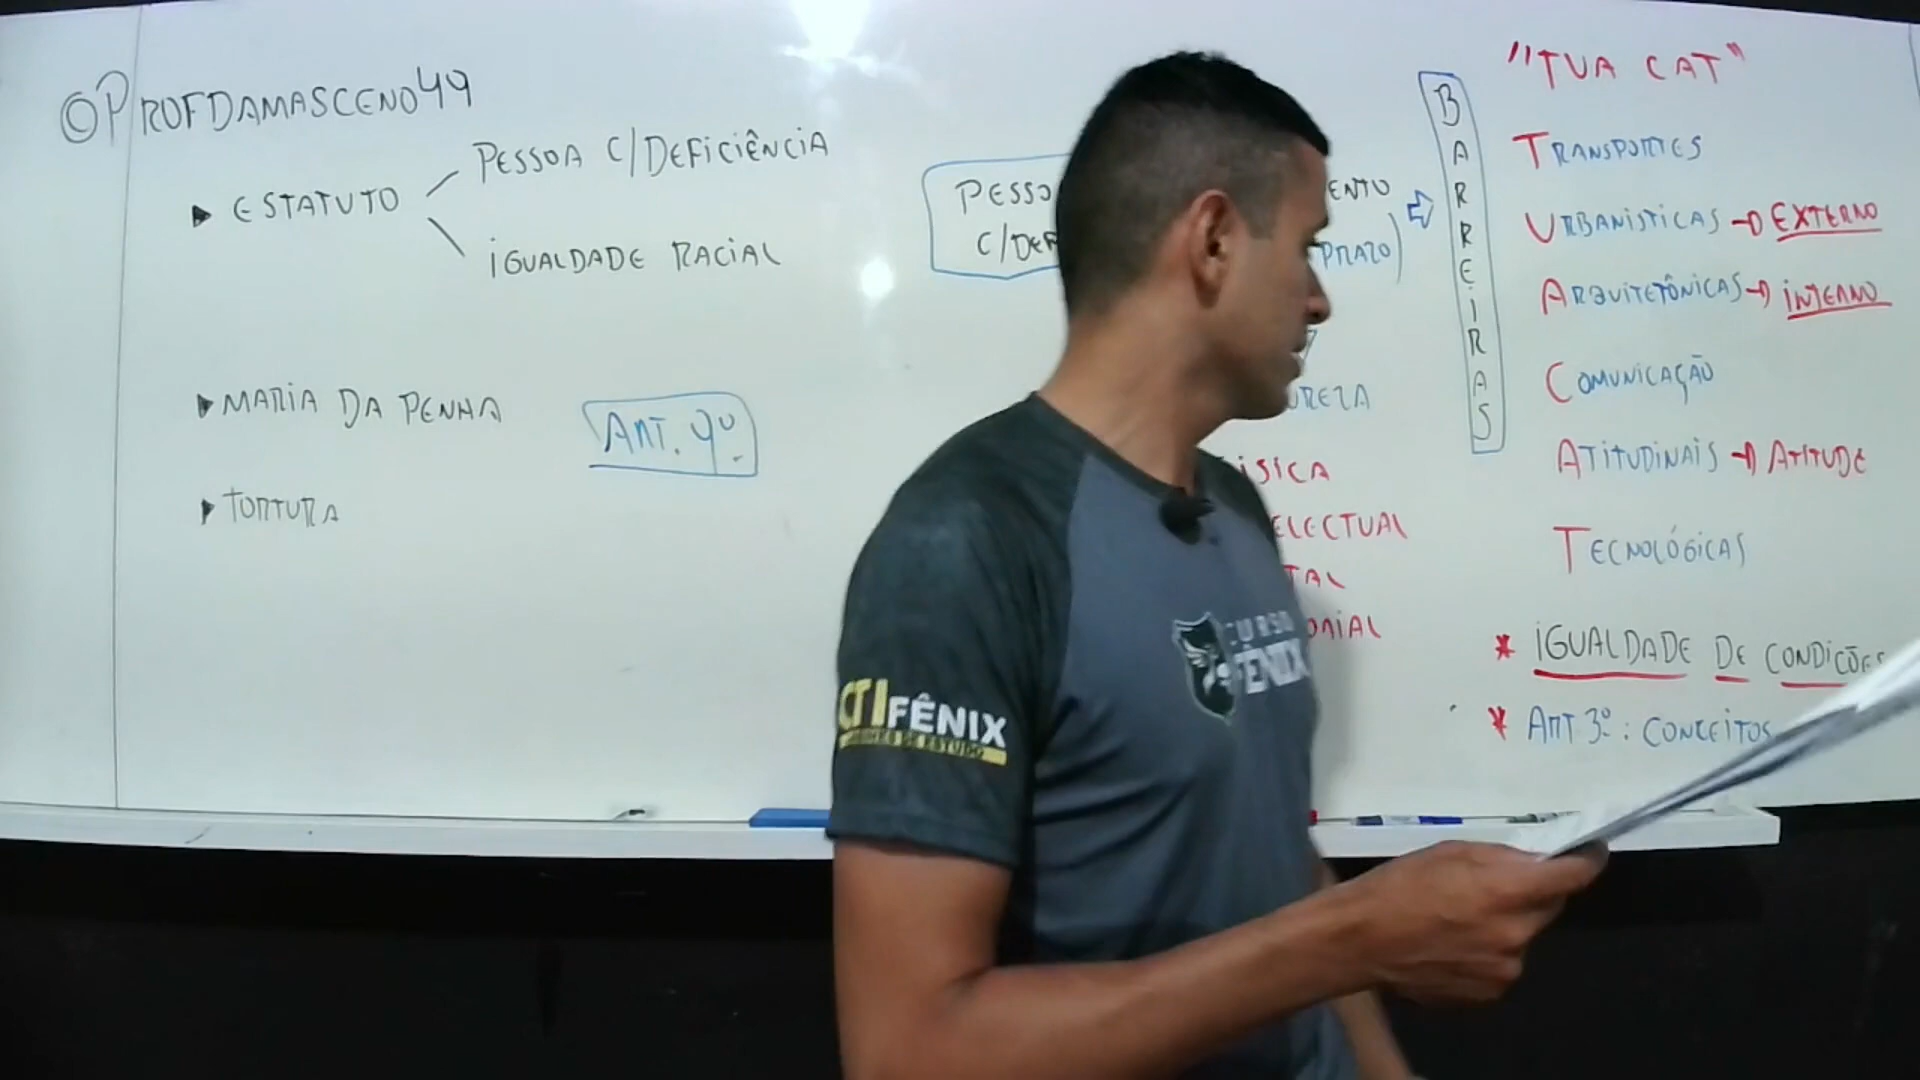 @PROFDAMASCENO49
ESTATUTO
PESSOA C/DEFICIÊNCIA
IGUALDADE RACIAL
MARIA DA PENHA
ART. 9º
TORTURA
BARREIRAS
"TUA CAT"
TRANSPORTES
URBANISTICAS → EXTERNO
ARQUITETÔNICAS → INTERNO
COMUNICAÇÃO
ATITUDINAIS → ATITUDE
TECNOLÓGICAS
* IGUALDADE DE CONDIÇÕES
* ART 3º: CONCEITOS
CURSO
FÊNIX
CTI FÊNIX